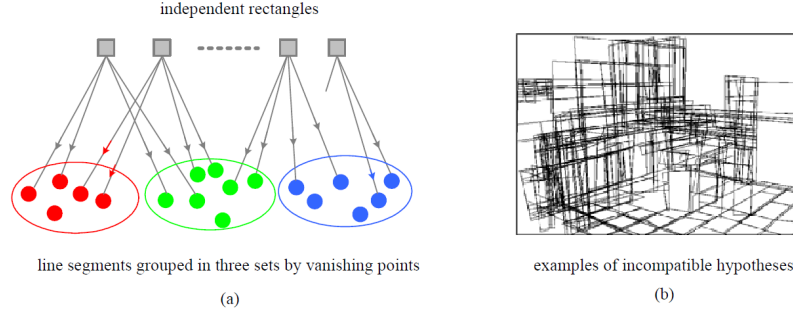 independent rectangles
line segments grouped in three sets by vanishing points
examples of incompatible hypotheses
(a)
(b)